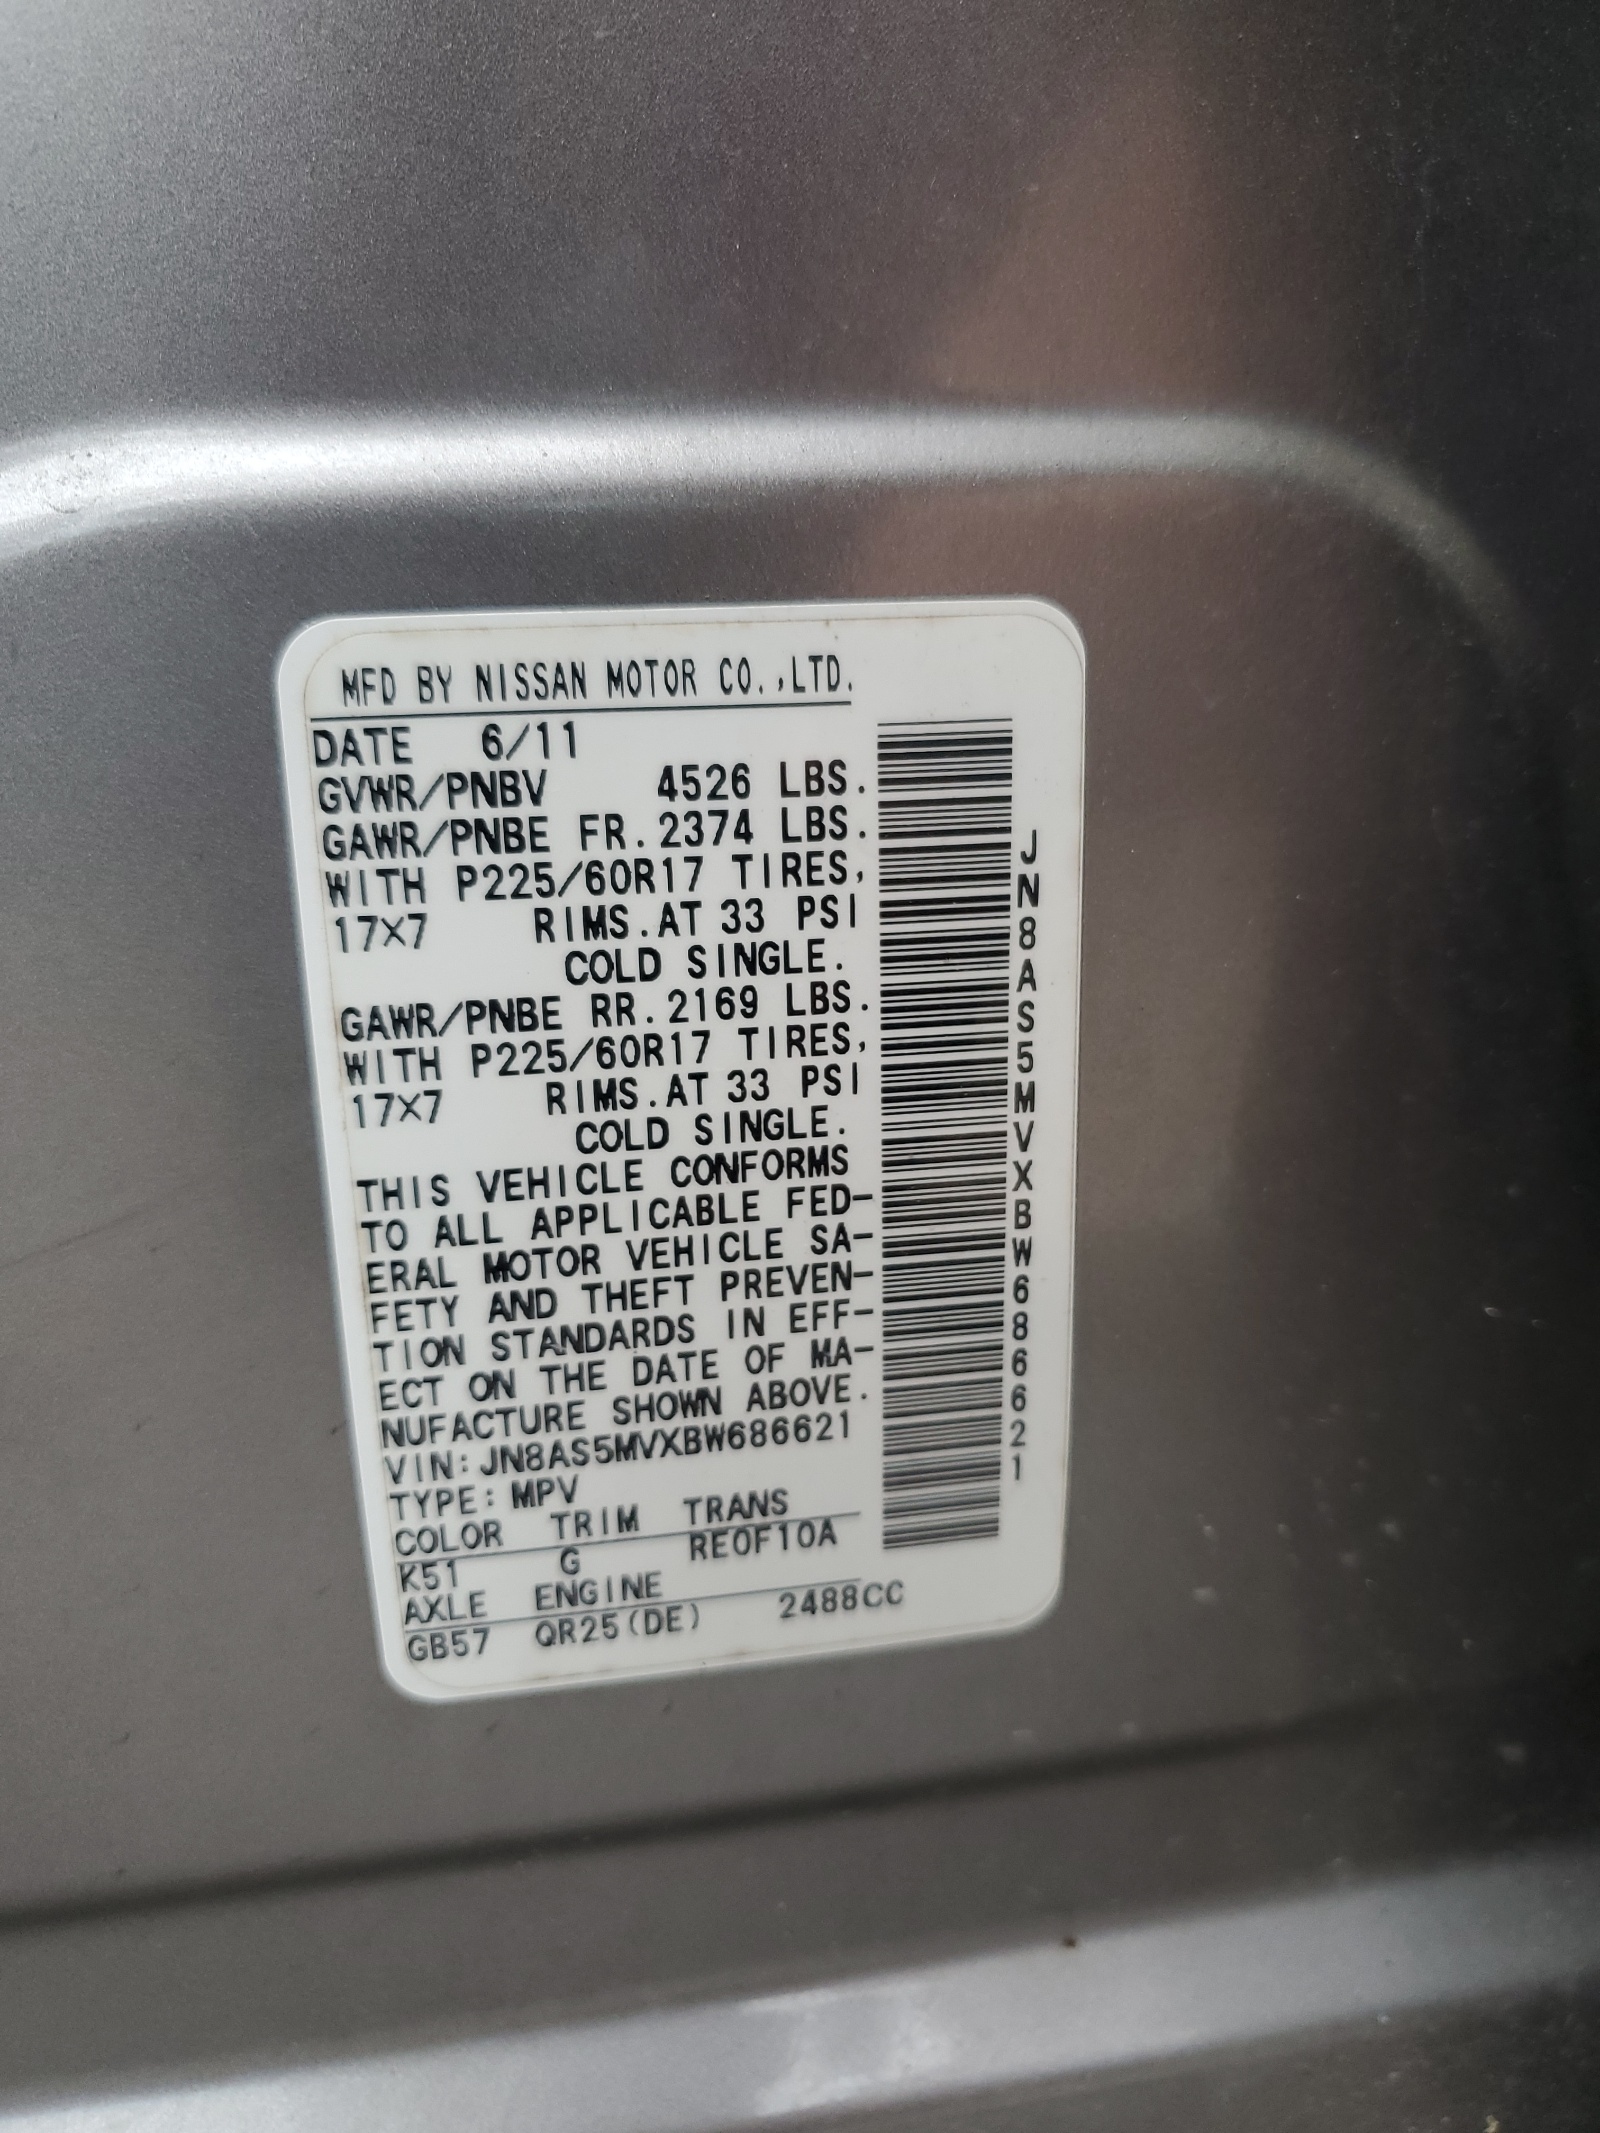 MFD BY NISSAN MOTOR CO.,LTD.
DATE 6/11
GVWR/PNBV 4526 LBS.
GAWR/PNBE FR.2374 LBS.
WITH P225/60R17 TIRES,
17X7 RIMS.AT 33 PSI
COLD SINGLE.
GAWR/PNBE RR.2169 LBS.
WITH P225/60R17 TIRES,
17X7 RIMS.AT 33 PSI
COLD SINGLE.
THIS VEHICLE CONFORMS
TO ALL APPLICABLE FED-
ERAL MOTOR VEHICLE SA-
FETY AND THEFT PREVEN-
TION STANDARDS IN EFF-
ECT ON THE DATE OF MA-
NUFACTURE SHOWN ABOVE.
VIN:JN8AS5MVXBW686621
TYPE:MPV
COLOR TRIM TRANS
K51 G RE0F10A
AXLE ENGINE
GB57 QR25(DE) 2488CC
JN8AS5MVXBW686621